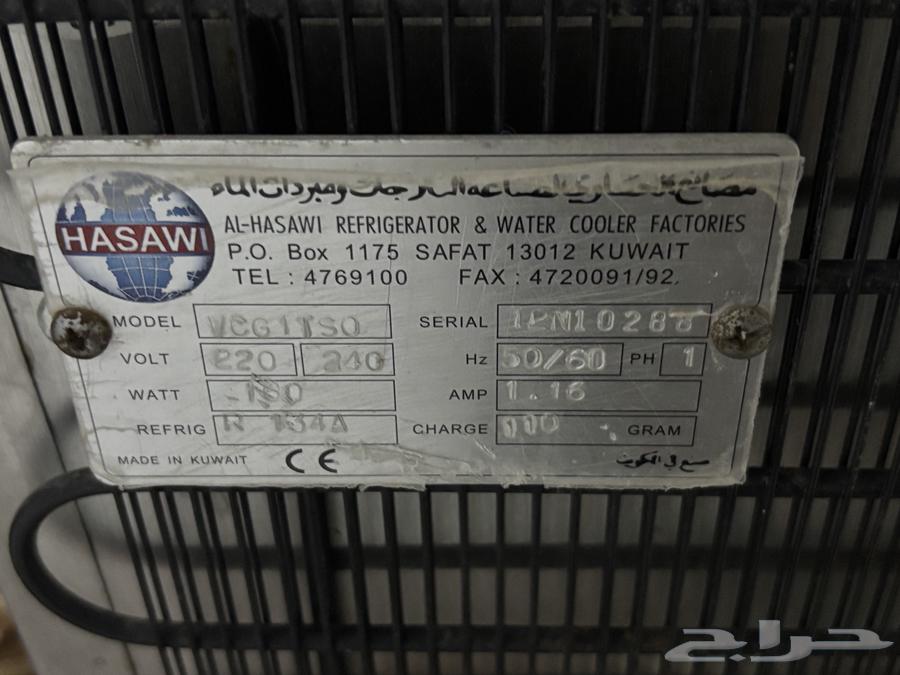 مصانع الحساوي لصناعة الثلاجات ومبردات الماء
HASAWI
AL-HASAWI REFRIGERATOR & WATER COOLER FACTORIES
P.O. Box 1175 SAFAT 13012 KUWAIT
TEL : 4769100 FAX : 4720091/92.
MODEL SERIAL
VOLT 220 240 Hz 50/60 PH 1
WATT AMP 1.16
REFRIG R 134A CHARGE 110 GRAM
MADE IN KUWAIT CE صنع في الكويت
حراج